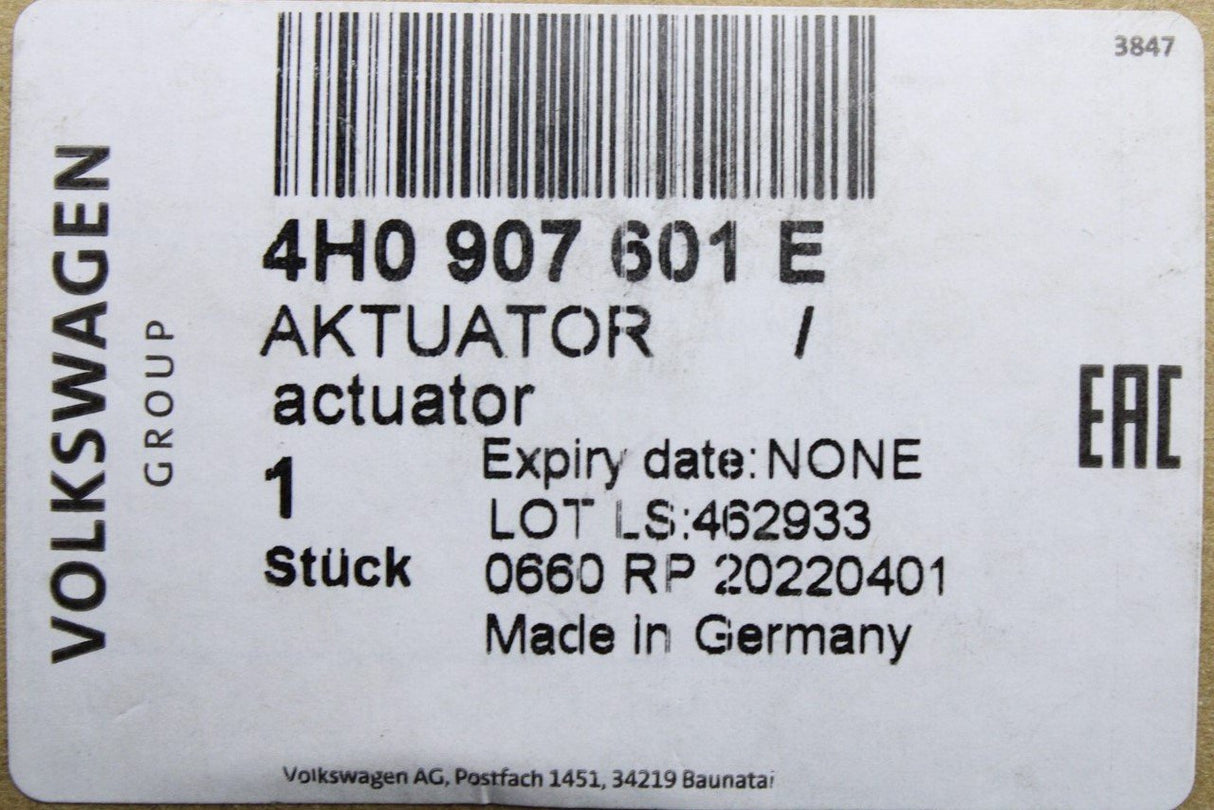 3847
VOLKSWAGEN
GROUP
4H0 907 601 E
AKTUATOR /
actuator
1
Stück
Expiry date: NONE
LOT LS:462933
0660 RP 20220401
Made in Germany
EAC
Volkswagen AG, Postfach 1451, 34219 Baunatal